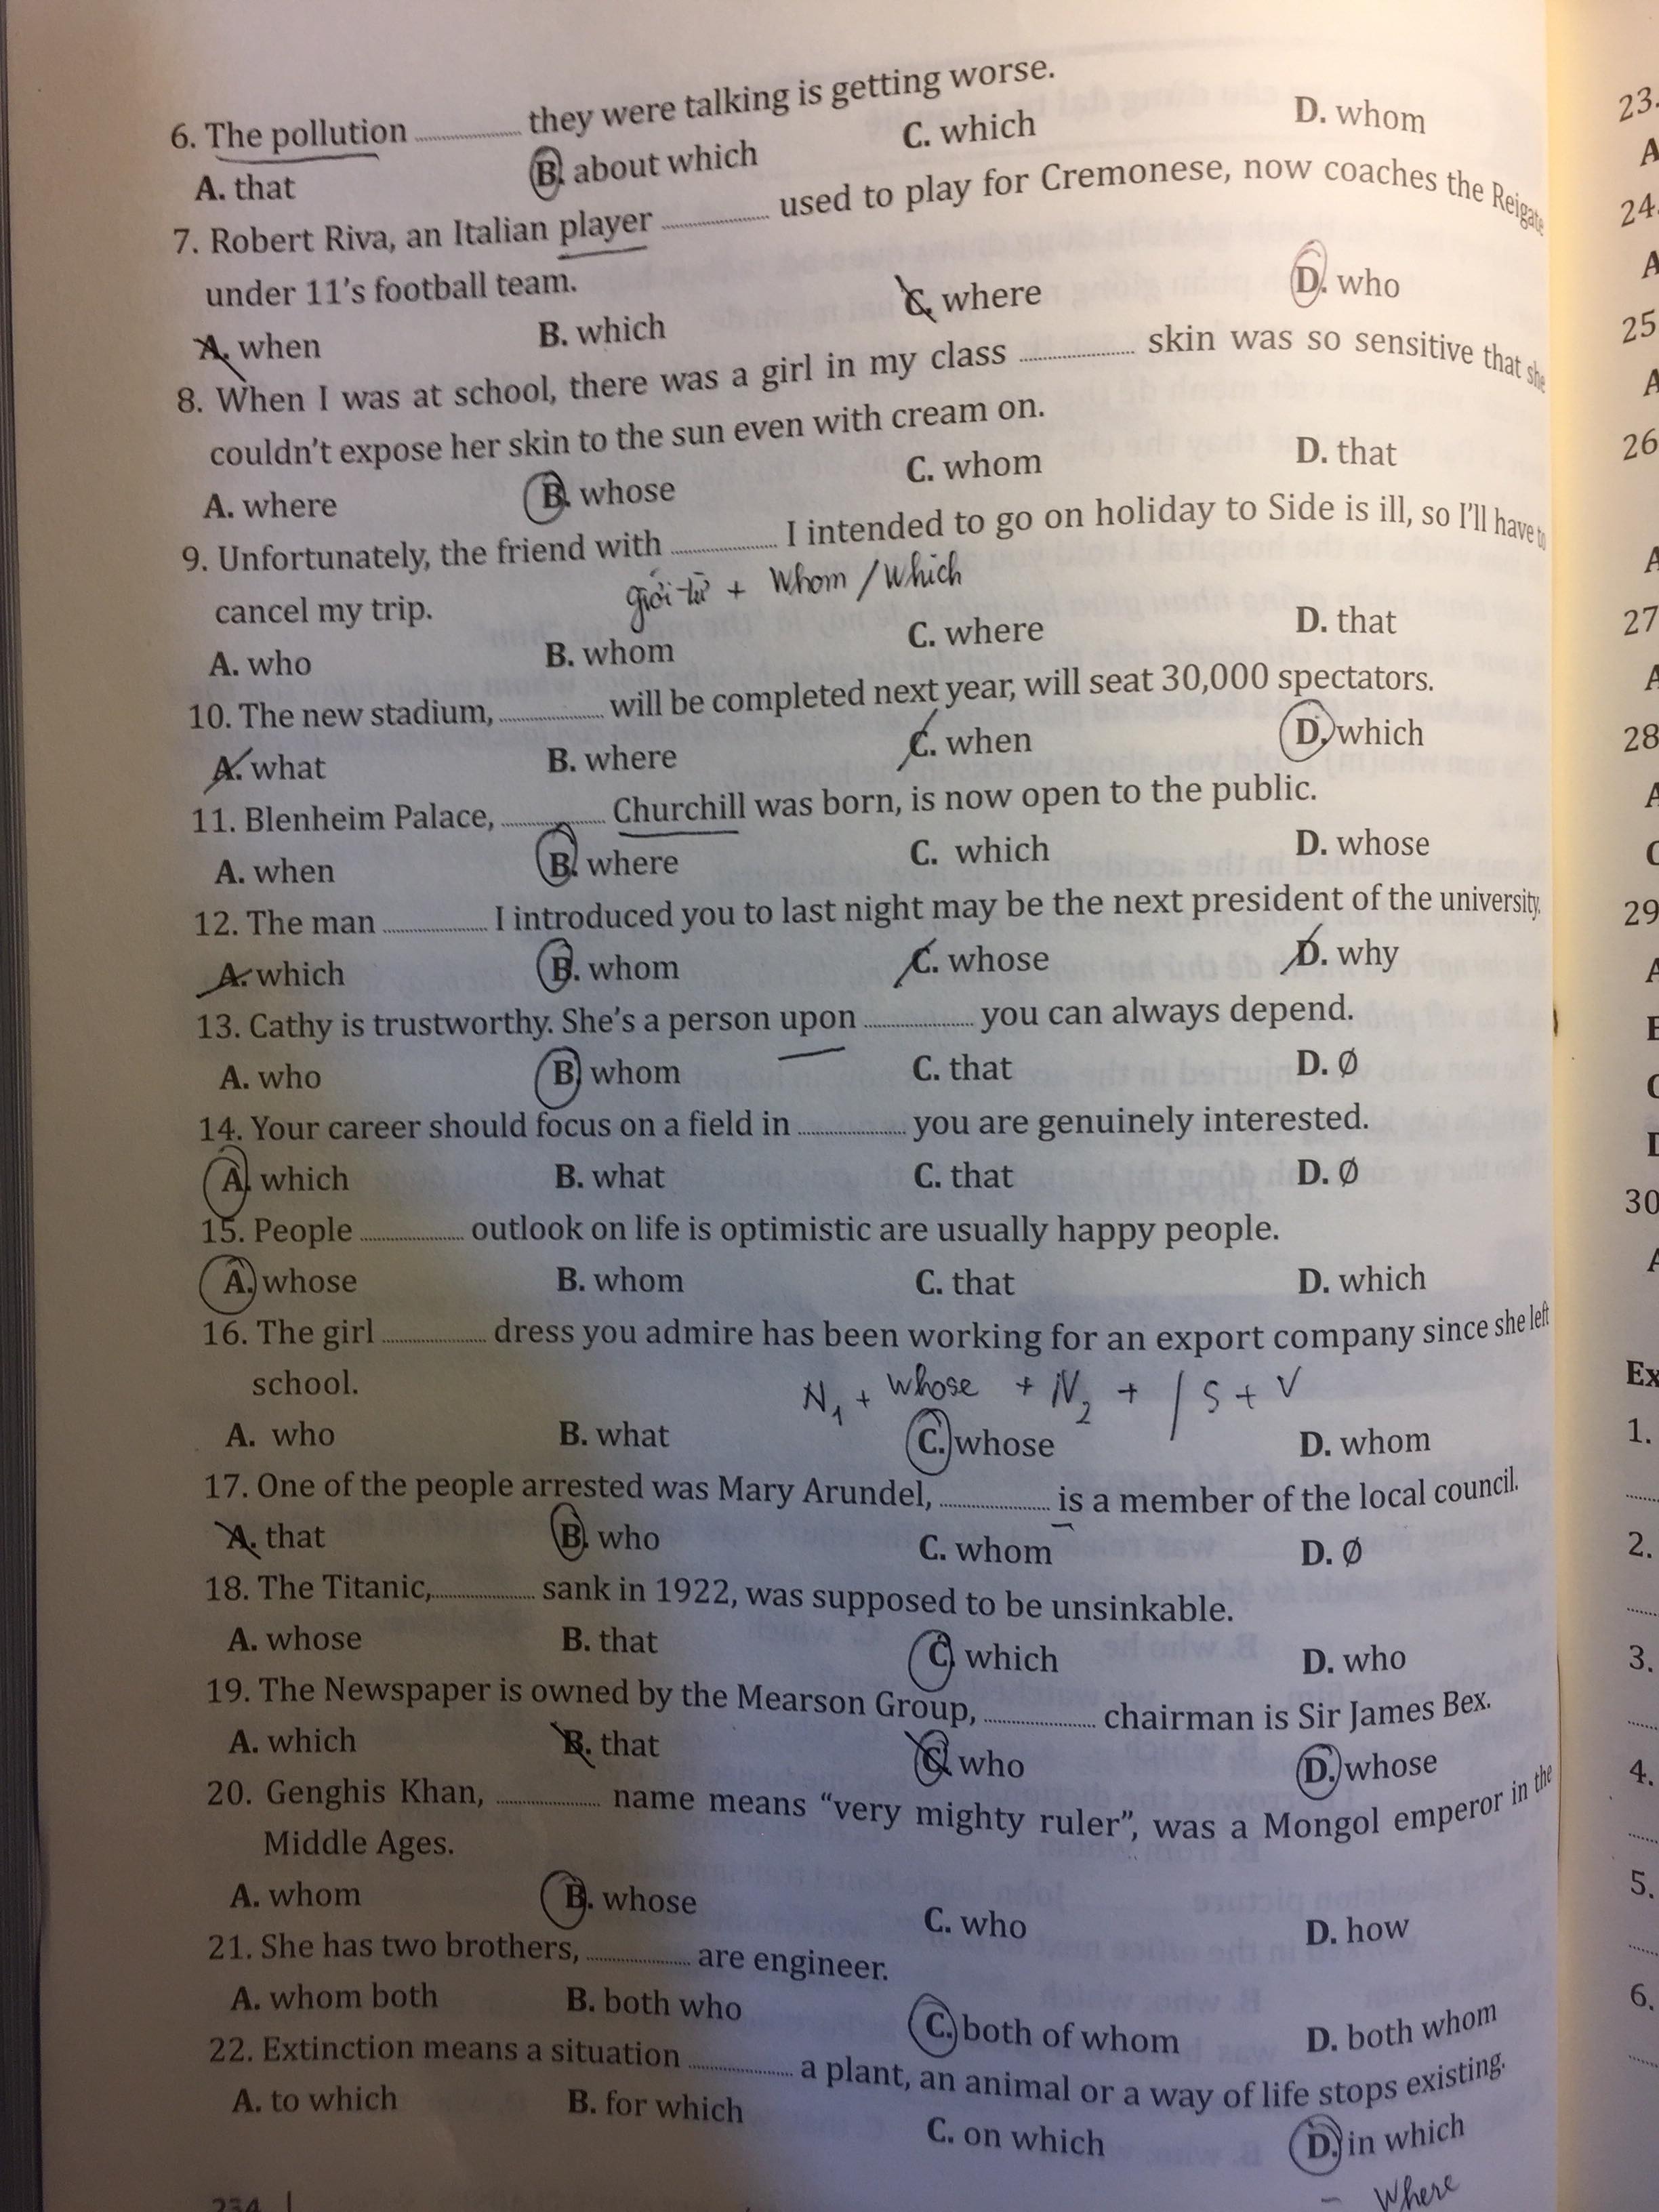 6. The pollution ............ they were talking is getting worse.
A. that B. about which C. which D. whom
7. Robert Riva, an Italian player ............ used to play for Cremonese, now coaches the Reigate
under 11's football team.
A. when B. which C. where D. who
8. When I was at school, there was a girl in my class ............ skin was so sensitive that she
couldn't expose her skin to the sun even with cream on.
A. where B. whose C. whom D. that
9. Unfortunately, the friend with ............ I intended to go on holiday to Side is ill, so I'll have to
cancel my trip.
giới từ + Whom / Which
A. who B. whom C. where D. that
10. The new stadium, ............ will be completed next year, will seat 30,000 spectators.
A. what B. where C. when D. which
11. Blenheim Palace, ............ Churchill was born, is now open to the public.
A. when B. where C. which D. whose
12. The man ............ I introduced you to last night may be the next president of the university.
A. which B. whom C. whose D. why
13. Cathy is trustworthy. She's a person upon ............ you can always depend.
A. who B. whom C. that D. Ø
14. Your career should focus on a field in ............ you are genuinely interested.
A. which B. what C. that D. Ø
15. People ............ outlook on life is optimistic are usually happy people.
A. whose B. whom C. that D. which
16. The girl ............ dress you admire has been working for an export company since she left
school.
N1 + whose + N2 + / S + V
A. who B. what C. whose D. whom
17. One of the people arrested was Mary Arundel, ............ is a member of the local council.
A. that B. who C. whom D. Ø
18. The Titanic, ............ sank in 1922, was supposed to be unsinkable.
A. whose B. that C. which D. who
19. The Newspaper is owned by the Mearson Group, ............ chairman is Sir James Bex.
A. which B. that C. who D. whose
20. Genghis Khan, ............ name means "very mighty ruler", was a Mongol emperor in the
Middle Ages.
A. whom B. whose C. who D. how
21. She has two brothers, ............ are engineer.
A. whom both B. both who C. both of whom D. both whom
22. Extinction means a situation ............ a plant, an animal or a way of life stops existing.
A. to which B. for which C. on which D. in which
= Where
234
23.
A
24.
A
25
A
26
A
27
A
28
A
C
29
A
B
C
D
30
A
Ex
1.
2.
3.
4.
5.
6.